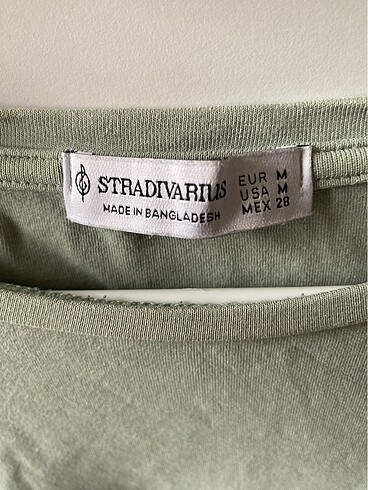 STRADIVARIUS
MADE IN BANGLADESH
EUR M
USA M
MEX 28